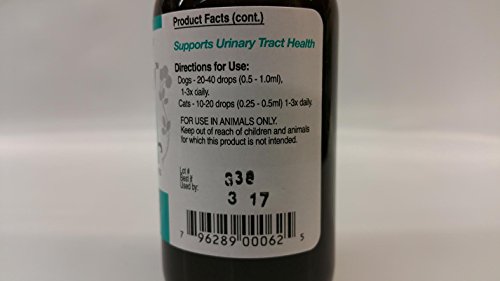 Product Facts (cont.)
Supports Urinary Tract Health
Directions for Use:
Dogs - 20-40 drops (0.5 - 1.0ml),
1-3x daily.
Cats - 10-20 drops (0.25 - 0.5ml) 1-3x daily.
FOR USE IN ANIMALS ONLY.
Keep out of reach of children and animals
for which this product is not intended.
Lot #
Best if
Used by:
3 17
7 96289 00062 5